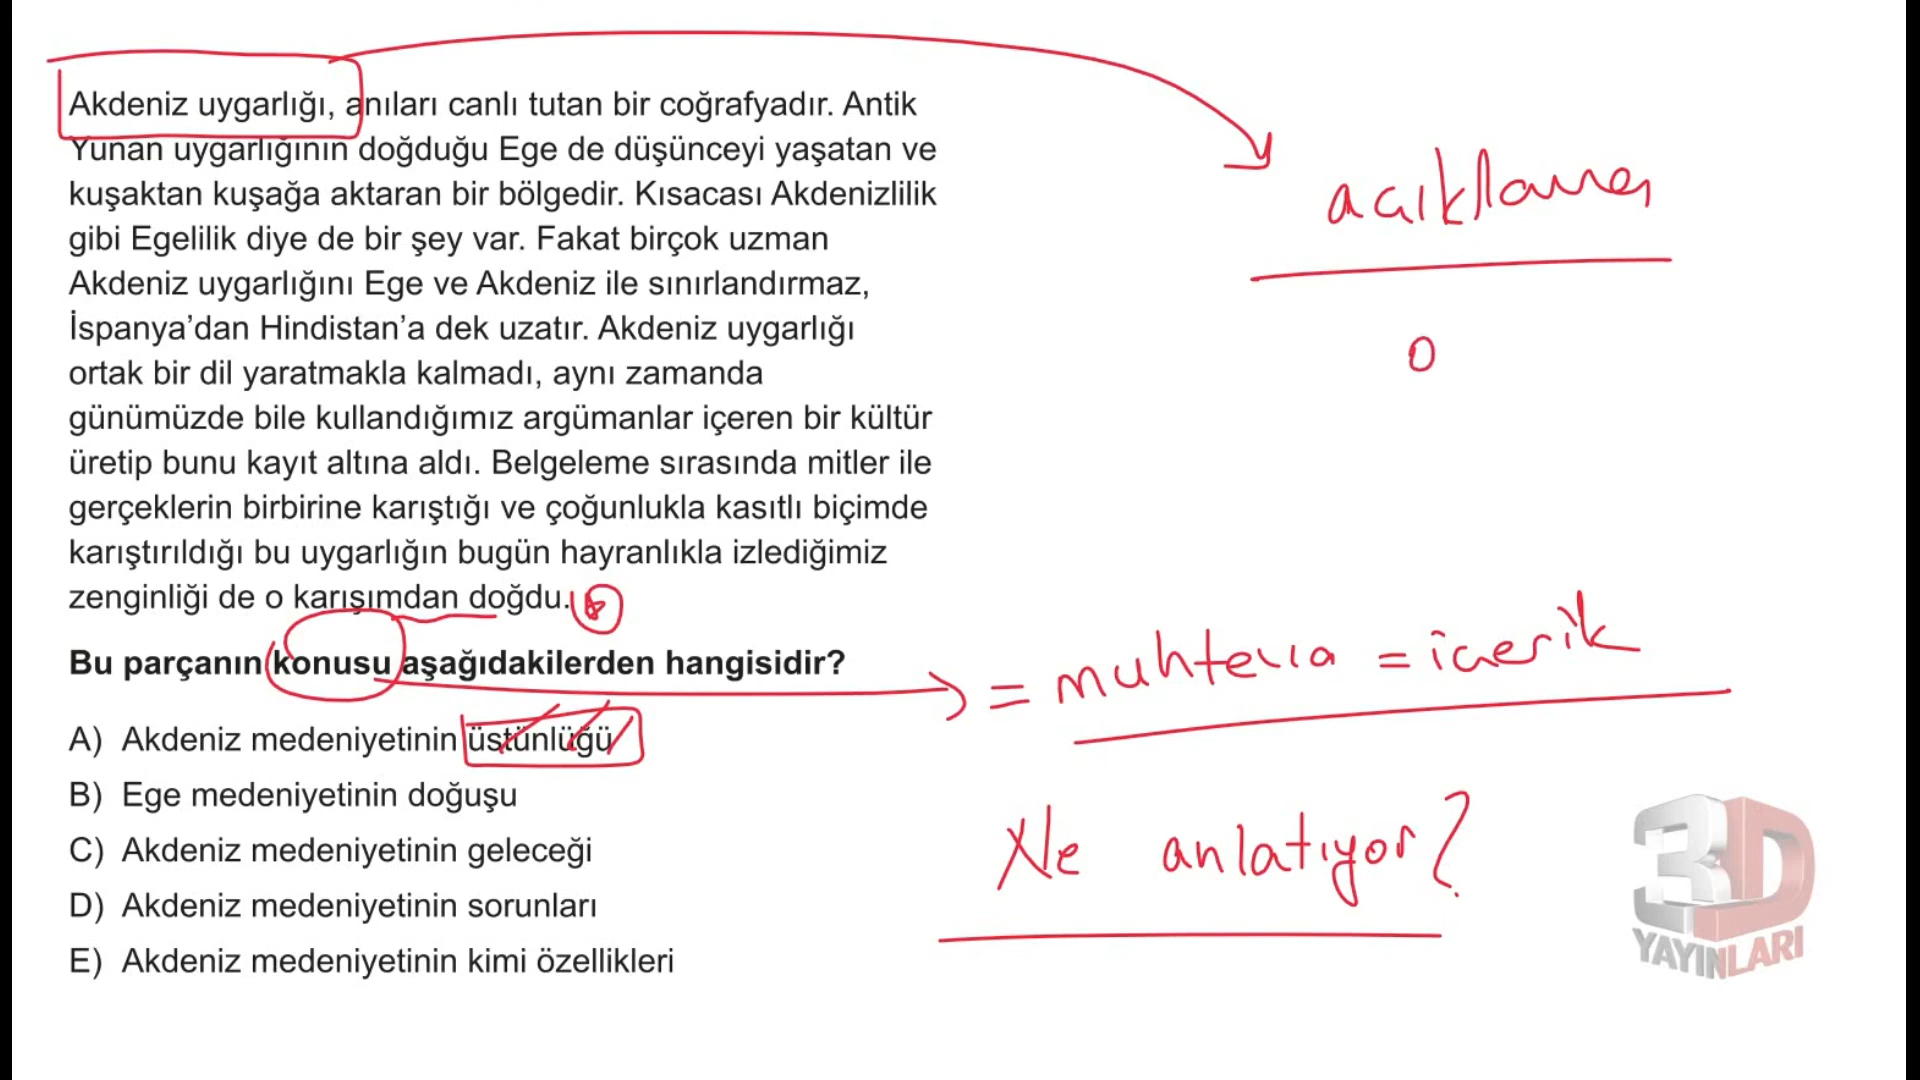 Akdeniz uygarlığı, anıları canlı tutan bir coğrafyadır. Antik
Yunan uygarlığının doğduğu Ege de düşünceyi yaşatan ve
kuşaktan kuşağa aktaran bir bölgedir. Kısacası Akdenizlilik
gibi Egelilik diye de bir şey var. Fakat birçok uzman
Akdeniz uygarlığını Ege ve Akdeniz ile sınırlandırmaz,
İspanya’dan Hindistan’a dek uzatır. Akdeniz uygarlığı
ortak bir dil yaratmakla kalmadı, aynı zamanda
günümüzde bile kullandığımız argümanlar içeren bir kültür
üretip bunu kayıt altına aldı. Belgeleme sırasında mitler ile
gerçeklerin birbirine karıştığı ve çoğunlukla kasıtlı biçimde
karıştırıldığı bu uygarlığın bugün hayranlıkla izlediğimiz
zenginliği de o karışımdan doğdu.
Bu parçanın konusu aşağıdakilerden hangisidir?
A) Akdeniz medeniyetinin üstünlüğü
B) Ege medeniyetinin doğuşu
C) Akdeniz medeniyetinin geleceği
D) Akdeniz medeniyetinin sorunları
E) Akdeniz medeniyetinin kimi özellikleri
açıklama
0
= muhteva = içerik
Ne anlatıyor?
3D
YAYINLARI